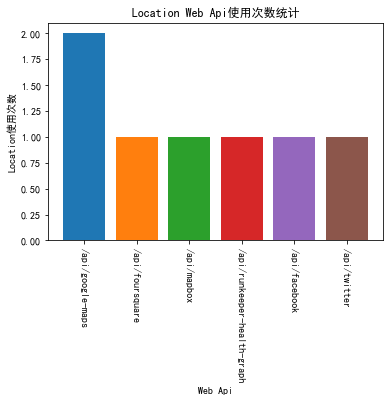 Location Web Api使用次数统计
Location使用次数
2.00
1.75
1.50
1.25
1.00
0.75
0.50
0.25
0.00
/api/google-maps
/api/foursquare
/api/mapbox
/api/runkeeper-health-graph
/api/facebook
/api/twitter
Web Api